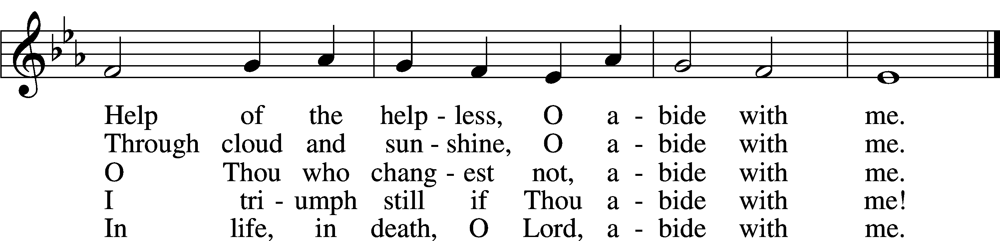 Help of the help - less, O a - bide with me.
Through cloud and sun - shine, O a - bide with me.
O Thou who chang - est not, a - bide with me.
I tri - umph still if Thou a - bide with me!
In life, in death, O Lord, a - bide with me.